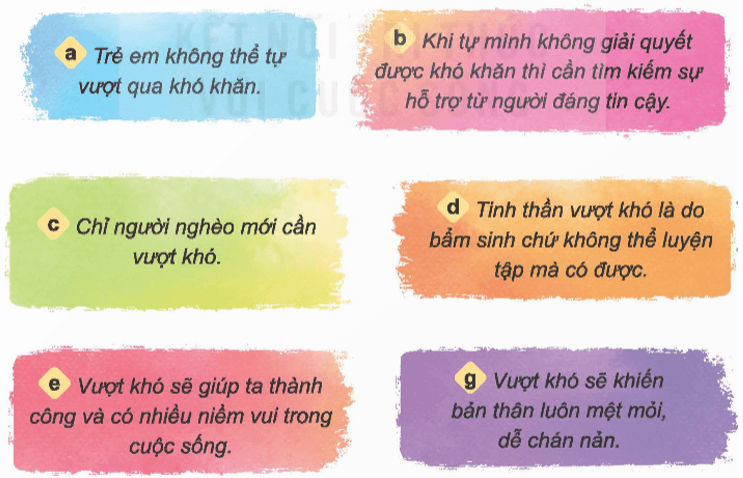 a Trẻ em không thể tự
vượt qua khó khăn.
b Khi tự mình không giải quyết
được khó khăn thì cần tìm kiếm sự
hỗ trợ từ người đáng tin cậy.
c Chỉ người nghèo mới cần
vượt khó.
d Tinh thần vượt khó là do
bẩm sinh chứ không thể luyện
tập mà có được.
e Vượt khó sẽ giúp ta thành
công và có nhiều niềm vui trong
cuộc sống.
g Vượt khó sẽ khiến
bản thân luôn mệt mỏi,
dễ chán nản.